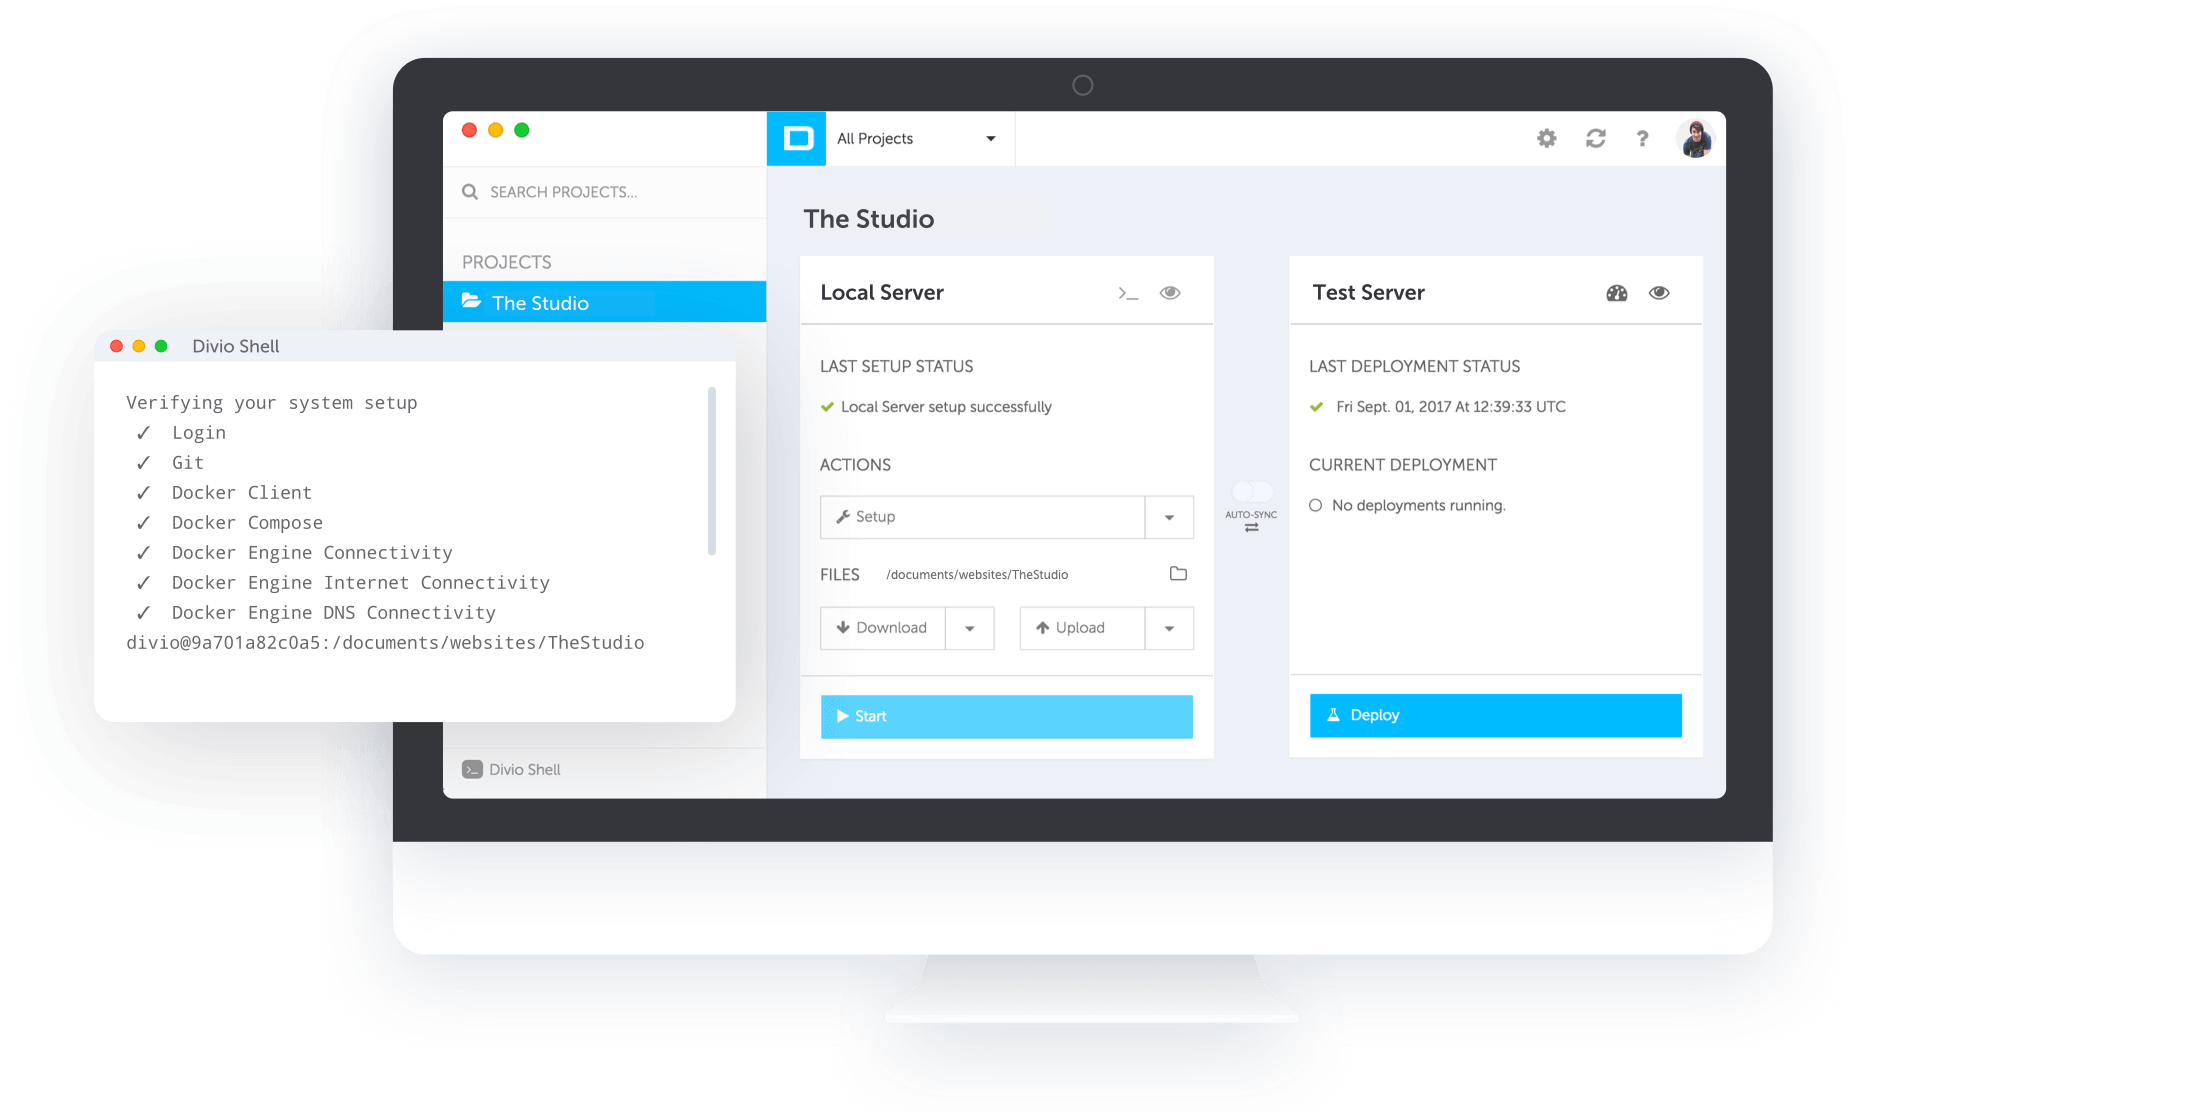 All Projects
?
SEARCH PROJECTS...
PROJECTS
The Studio
Divio Shell
Verifying your system setup
✓ Login
✓ Git
✓ Docker Client
✓ Docker Compose
✓ Docker Engine Connectivity
✓ Docker Engine Internet Connectivity
✓ Docker Engine DNS Connectivity
divio@9a701a82c0a5:/documents/websites/TheStudio
Divio Shell
The Studio
Local Server
LAST SETUP STATUS
Local Server setup successfully
ACTIONS
Setup
FILES /documents/websites/TheStudio
Download Upload
Start
AUTO-SYNC
Test Server
LAST DEPLOYMENT STATUS
Fri Sept. 01, 2017 At 12:39:33 UTC
CURRENT DEPLOYMENT
No deployments running.
Deploy